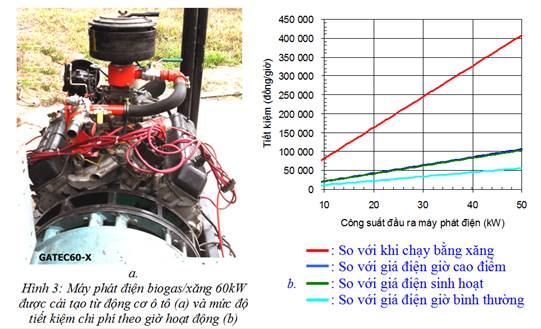 GATEC60-X
a.
Hình 3: Máy phát điện biogas/xăng 60kW
được cải tạo từ động cơ ô tô (a) và mức độ
tiết kiệm chi phí theo giờ hoạt động (b)
Tiết kiệm (đồng/giờ)
450 000
400 000
350 000
300 000
250 000
200 000
150 000
100 000
50 000
0
10 20 30 40 50
Công suất đầu ra máy phát điện (kW)
: So với khi chạy bằng xăng
: So với giá điện giờ cao điểm
b. : So với giá điện sinh hoạt
: So với giá điện giờ bình thường